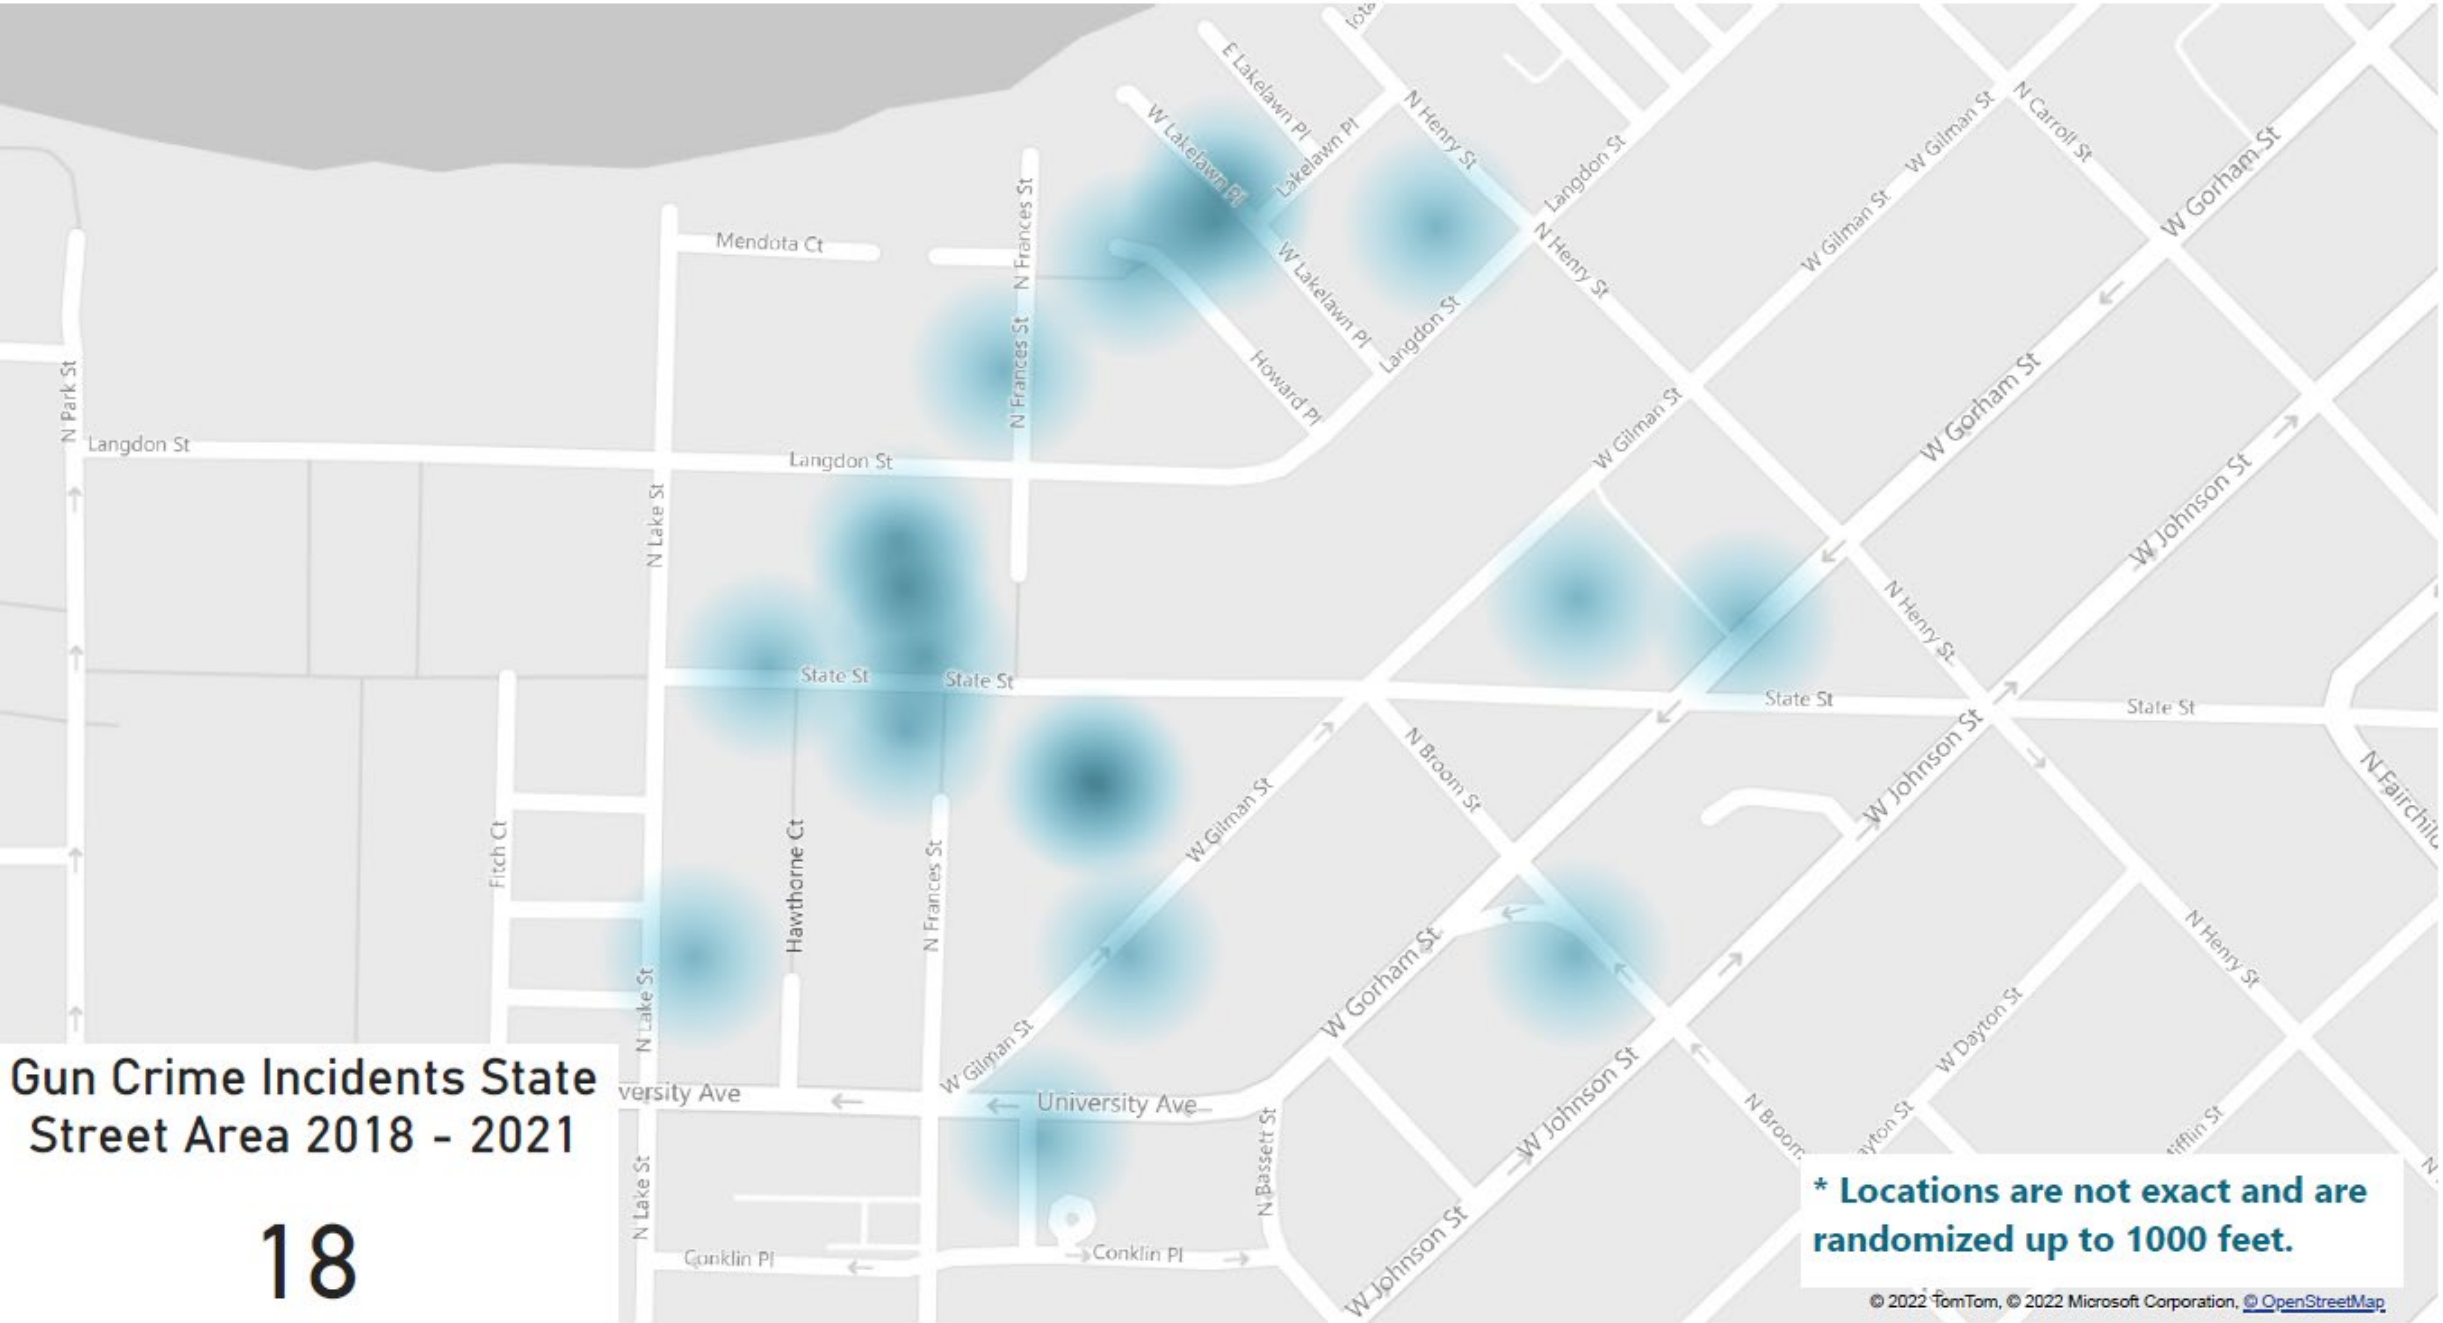 Iota
E Lakelawn Pl
W Lakelawn Pl
Lakelawn Pl
N Henry St
Langdon St
W Gilman St
N Carroll St
W Gorham St
N Frances St
Mendota Ct
W Gilman St
N Henry St
W Lakelawn Pl
N Frances St
Langdon St
Howard Pl
N Park St
Langdon St
Langdon St
W Gilman St
W Gorham St
W Johnson St
N Lake St
N Henry St
State St
State St
State St
State St
N Broom St
W Johnson St
N Fairchild
W Gilman St
Fitch Ct
Hawthorne Ct
N Frances St
W Gorham St
N Henry St
N Lake St
W Gilman St
W Dayton St
versity Ave
University Ave
W Johnson St
N Broom
ayton St
ifflin St
N Bassett St
N Lake St
Conklin Pl
Conklin Pl
W Johnson St
N
Gun Crime Incidents State
Street Area 2018 - 2021
18
* Locations are not exact and are
randomized up to 1000 feet.
© 2022 TomTom, © 2022 Microsoft Corporation, © OpenStreetMap